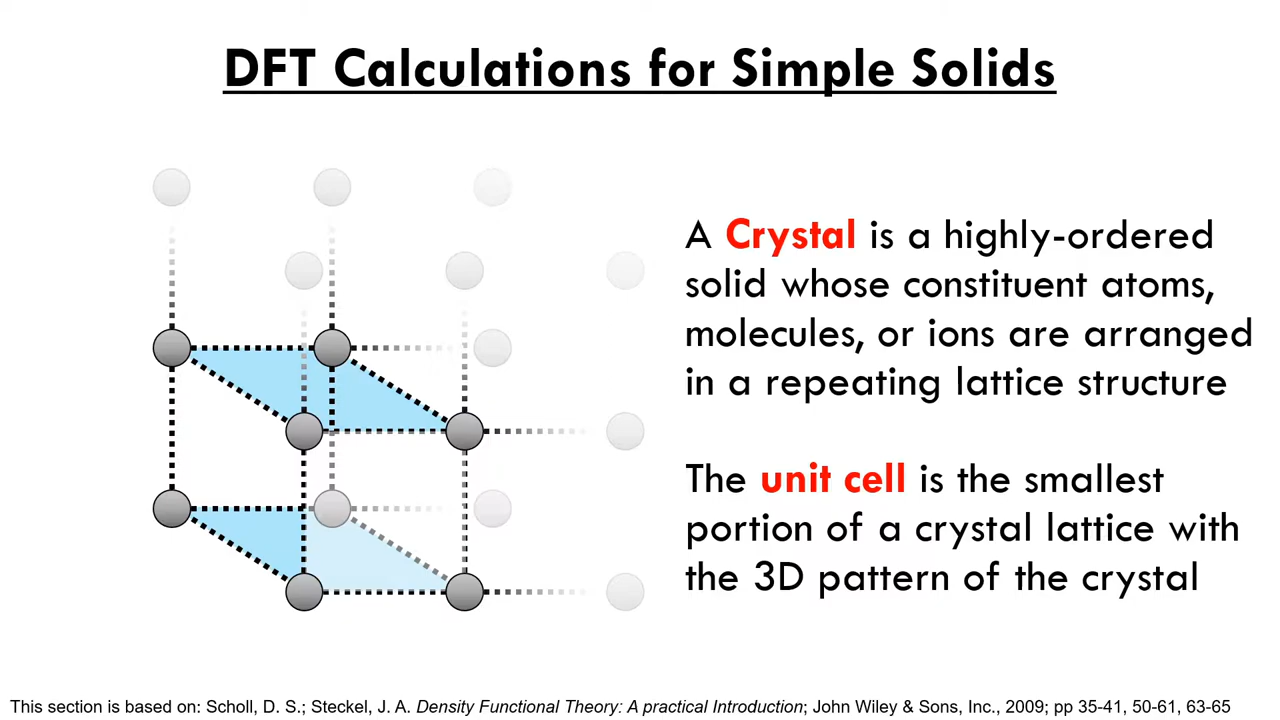 DFT Calculations for Simple Solids
A Crystal is a highly-ordered
solid whose constituent atoms,
molecules, or ions are arranged
in a repeating lattice structure
The unit cell is the smallest
portion of a crystal lattice with
the 3D pattern of the crystal
This section is based on: Scholl, D. S.; Steckel, J. A. Density Functional Theory: A practical Introduction; John Wiley & Sons, Inc., 2009; pp 35-41, 50-61, 63-65